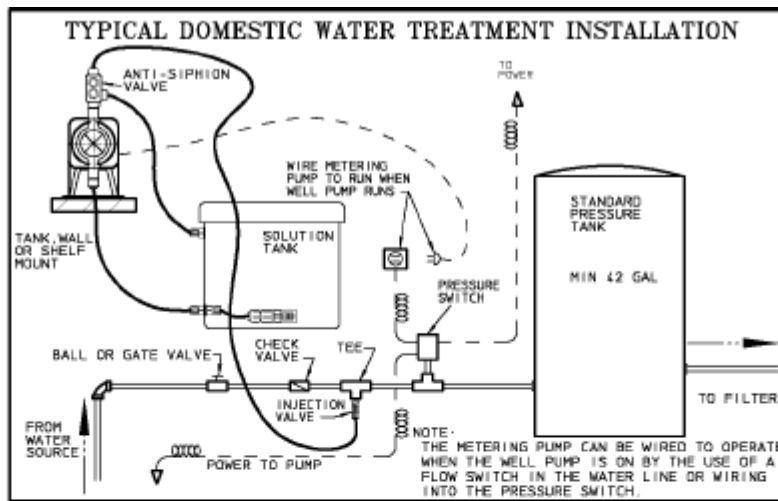 TYPICAL DOMESTIC WATER TREATMENT INSTALLATION
ANTI-SIPHION
VALVE
TO
POWER
WIRE METERING
PUMP TO RUN WHEN
WELL PUMP RUNS
STANDARD
PRESSURE
TANK
MIN 42 GAL
SOLUTION
TANK
TANK, WALL
OR SHELF
MOUNT
PRESSURE
SWITCH
BALL OR GATE VALVE
CHECK
VALVE
TEE
INJECTION
VALVE
TO FILTER
FROM
WATER
SOURCE
POWER TO PUMP
NOTE-
THE METERING PUMP CAN BE WIRED TO OPERATE
WHEN THE WELL PUMP IS ON BY THE USE OF A
FLOW SWITCH IN THE WATER LINE OR WIRING
INTO THE PRESSURE SWITCH.